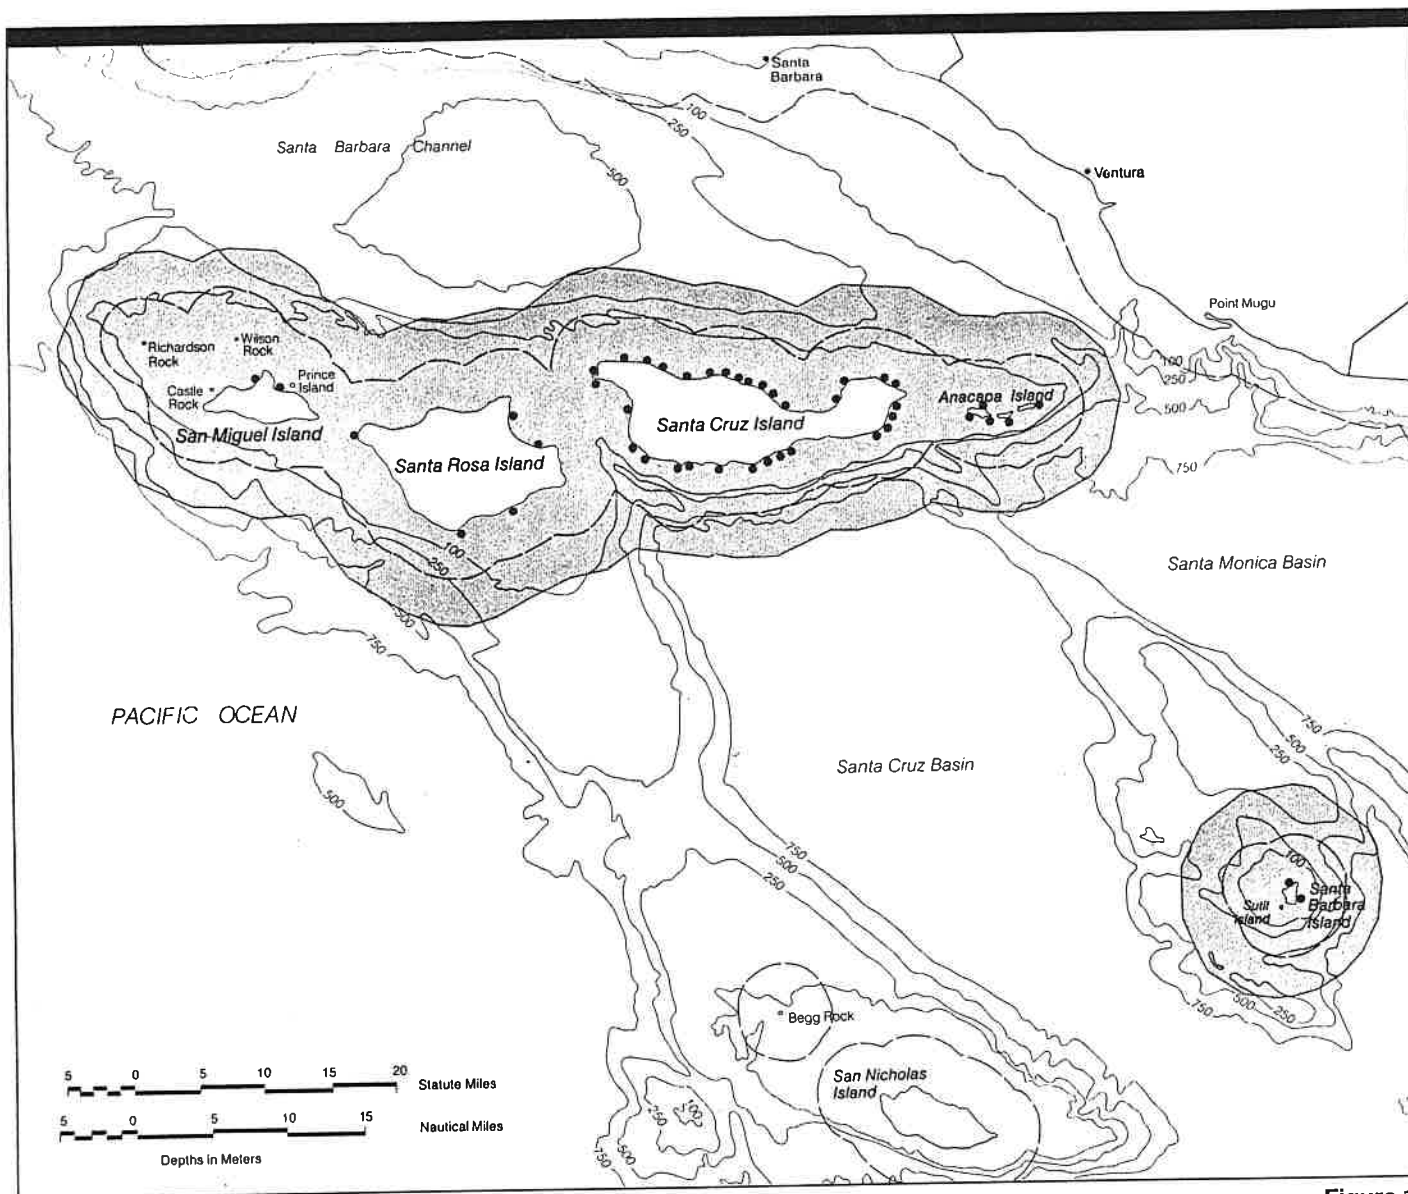 Santa
Barbara
100
250
Santa Barbara Channel
500
Ventura
Point Mugu
Richardson
Rock
Wilson
Rock
100
250
500
Castle
Rock
Prince
Island
Anacapa Island
San Miguel Island
Santa Cruz Island
Santa Rosa Island
750
100
250
500
750
Santa Monica Basin
PACIFIC OCEAN
500
Santa Cruz Basin
750
500
250
750
500
250
100
Sutil
Island
Santa
Barbara
Island
Begg Rock
750
500
250
San Nicholas
Island
100
250
500
750
5 0 5 10 15 20
Statute Miles
5 0 5 10 15
Nautical Miles
Depths in Meters